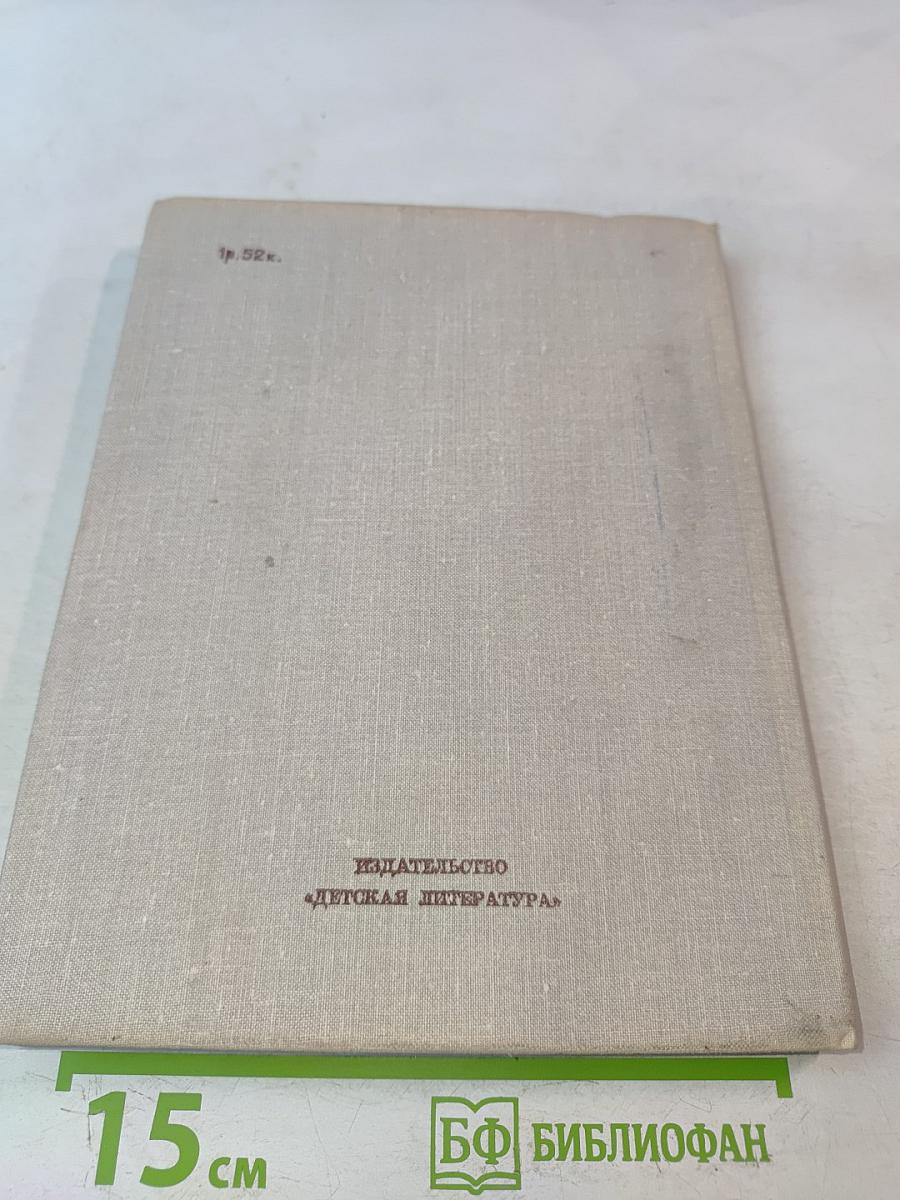 1р.52к.
ИЗДАТЕЛЬСТВО
«ДЕТСКАЯ ЛИТЕРАТУРА»
15 см
БФ БИБЛИОФАН